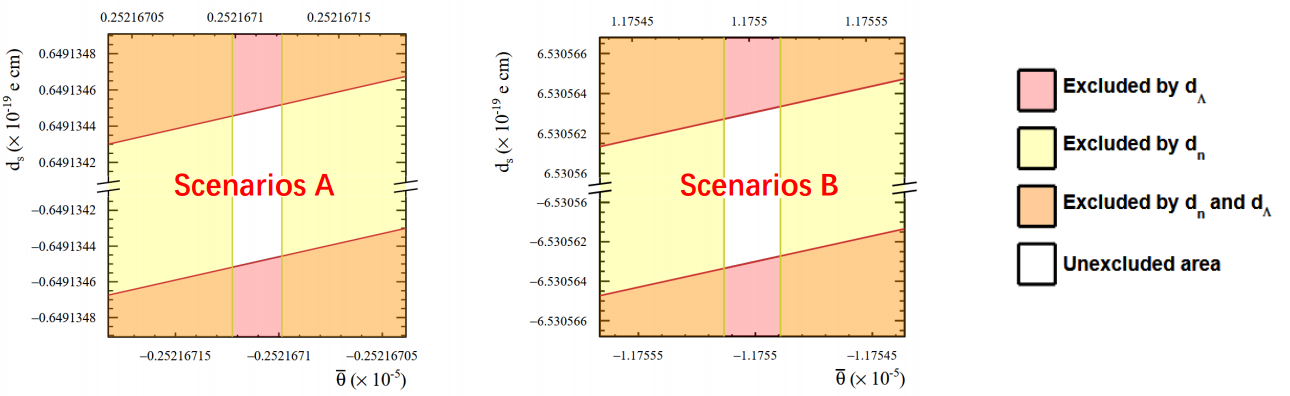 0.25216705 0.2521671 0.25216715
d_s (× 10^-19 e cm)
0.6491348
0.6491346
0.6491344
0.6491342
−0.6491342
−0.6491344
−0.6491346
−0.6491348
Scenarios A
−0.25216715 −0.2521671 −0.25216705
θ̅ (× 10^-5)
1.17545 1.1755 1.17555
d_s (× 10^-19 e cm)
6.530566
6.530564
6.530562
6.53056
−6.53056
−6.530562
−6.530564
−6.530566
Scenarios B
−1.17555 −1.1755 −1.17545
θ̅ (× 10^-5)
Excluded by d_Λ
Excluded by d_n
Excluded by d_n and d_Λ
Unexcluded area